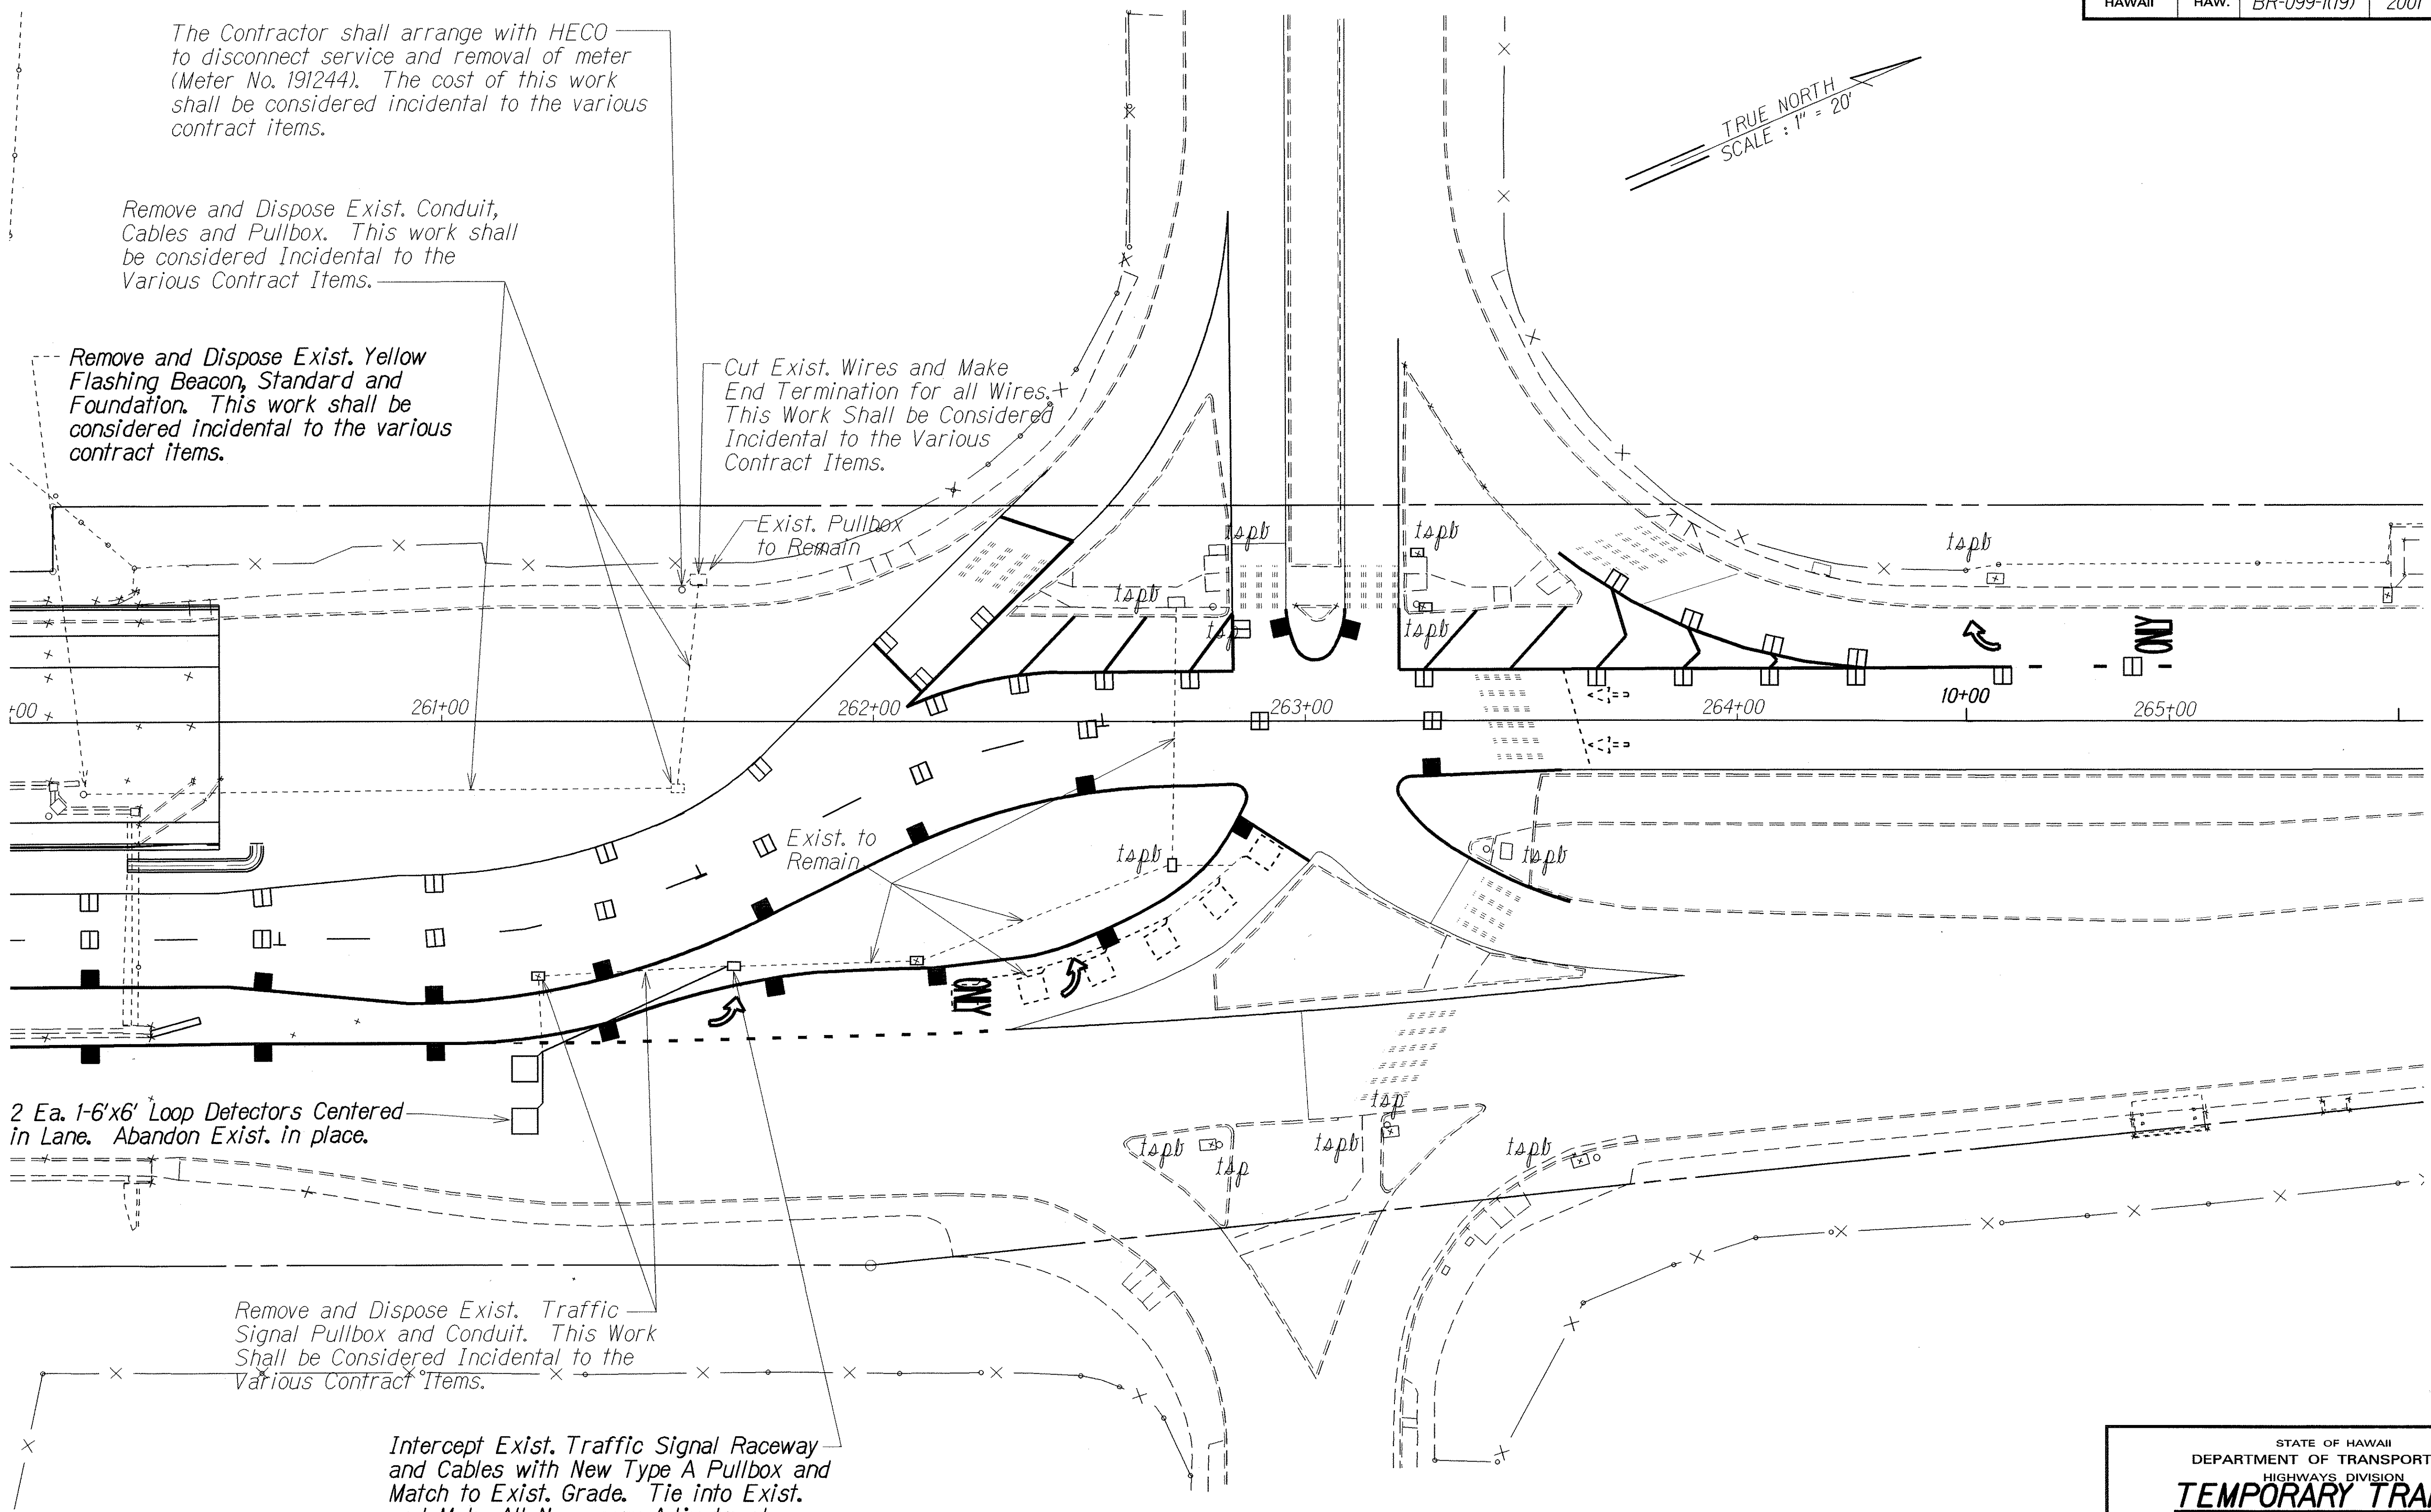 HAWAII HAW. BR-099-1(19) 2001
The Contractor shall arrange with HECO
to disconnect service and removal of meter
(Meter No. 191244). The cost of this work
shall be considered incidental to the various
contract items.
TRUE NORTH
SCALE : 1" = 20'
Remove and Dispose Exist. Conduit,
Cables and Pullbox. This work shall
be considered Incidental to the
Various Contract Items.
Remove and Dispose Exist. Yellow
Flashing Beacon, Standard and
Foundation. This work shall be
considered incidental to the various
contract items.
Cut Exist. Wires and Make
End Termination for all Wires.
This Work Shall be Considered
Incidental to the Various
Contract Items.
Exist. Pullbox
to Remain
tspb
tspb
tspb
tspb
tsp
tspb
ONLY
+00
261+00
262+00
263+00
264+00
10+00
265+00
Exist. to
Remain
tspb
tspb
ONLY
2 Ea. 1-6'x6' Loop Detectors Centered
in Lane. Abandon Exist. in place.
tsp
tspb
tsp
tspb
tspb
Remove and Dispose Exist. Traffic
Signal Pullbox and Conduit. This Work
Shall be Considered Incidental to the
Various Contract Items.
Intercept Exist. Traffic Signal Raceway
and Cables with New Type A Pullbox and
Match to Exist. Grade. Tie into Exist.
STATE OF HAWAII
DEPARTMENT OF TRANSPORT
HIGHWAYS DIVISION
TEMPORARY TRA